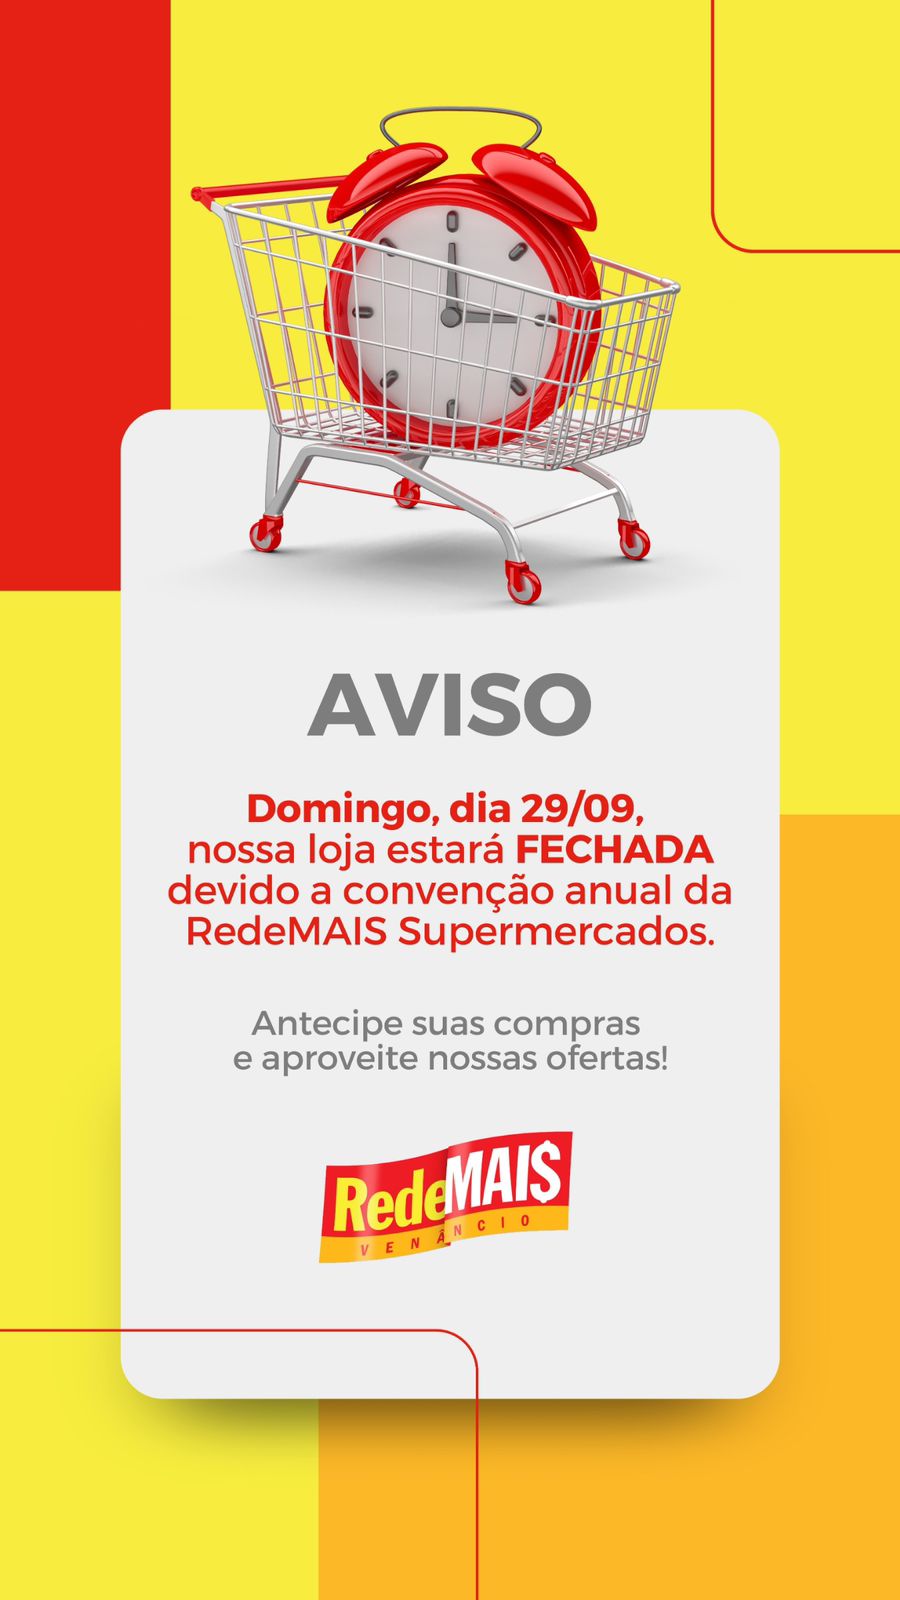 AVISO
Domingo, dia 29/09,
nossa loja estará FECHADA
devido a convenção anual da
RedeMAIS Supermercados.
Antecipe suas compras
e aproveite nossas ofertas!
RedeMAI$
VENÂNCIO